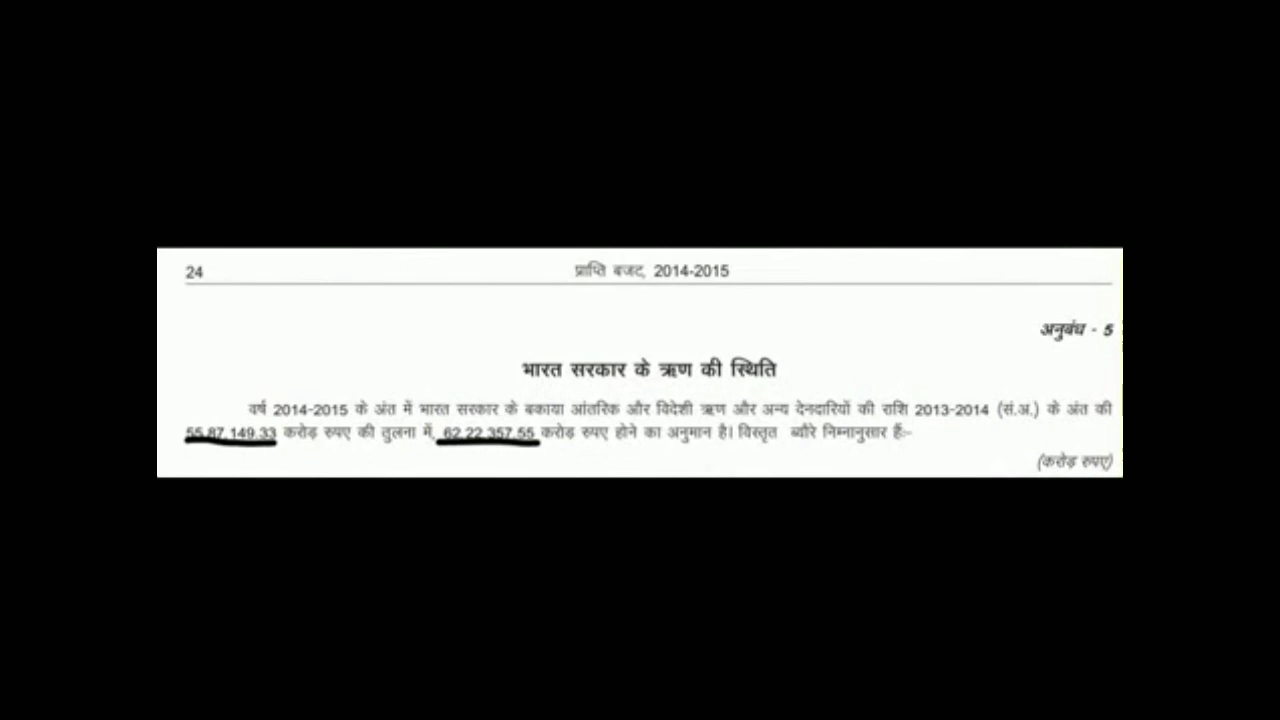 24
प्राप्ति बजट, 2014-2015
अनुबंध - 5
भारत सरकार के ऋण की स्थिति
वर्ष 2014-2015 के अंत में भारत सरकार के बकाया आंतरिक और विदेशी ऋण और अन्य देनदारियों की राशि 2013-2014 (सं.अ.) के अंत की
55,87,149.33 करोड़ रुपए की तुलना में, 62,22,357.55 करोड़ रुपए होने का अनुमान है। विस्तृत ब्यौरे निम्नानुसार हैं:-
(करोड़ रुपए)